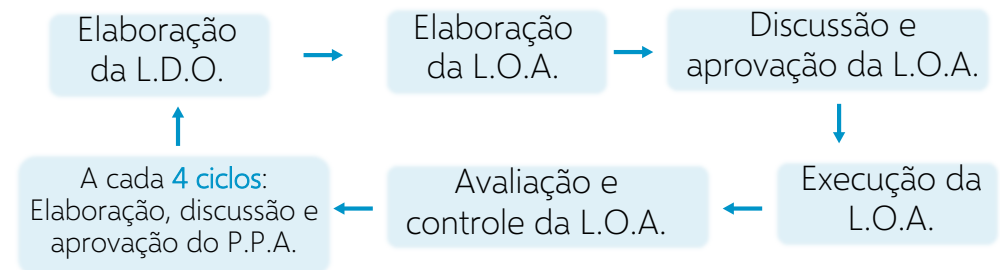 Elaboração
da L.D.O.
Elaboração
da L.O.A.
Discussão e
aprovação da L.O.A.
Execução da
L.O.A.
Avaliação e
controle da L.O.A.
A cada 4 ciclos:
Elaboração, discussão e
aprovação do P.P.A.